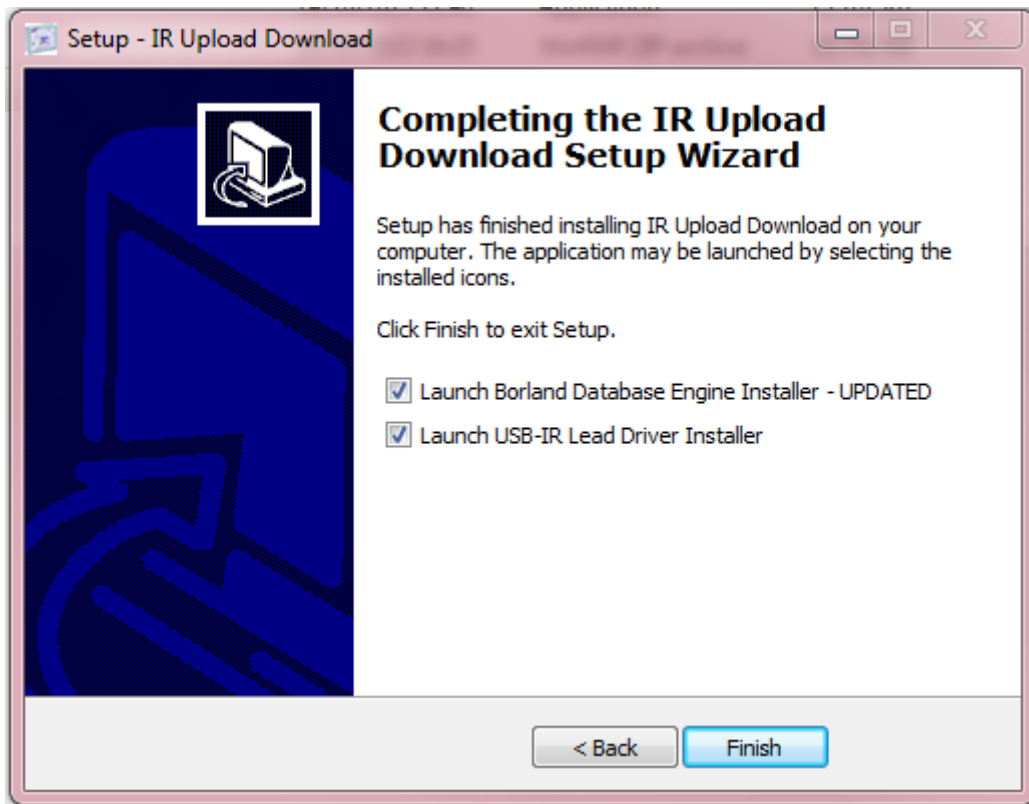 Setup - IR Upload Download
Completing the IR Upload
Download Setup Wizard
Setup has finished installing IR Upload Download on your
computer. The application may be launched by selecting the
installed icons.
Click Finish to exit Setup.
Launch Borland Database Engine Installer - UPDATED
Launch USB-IR Lead Driver Installer
< Back
Finish